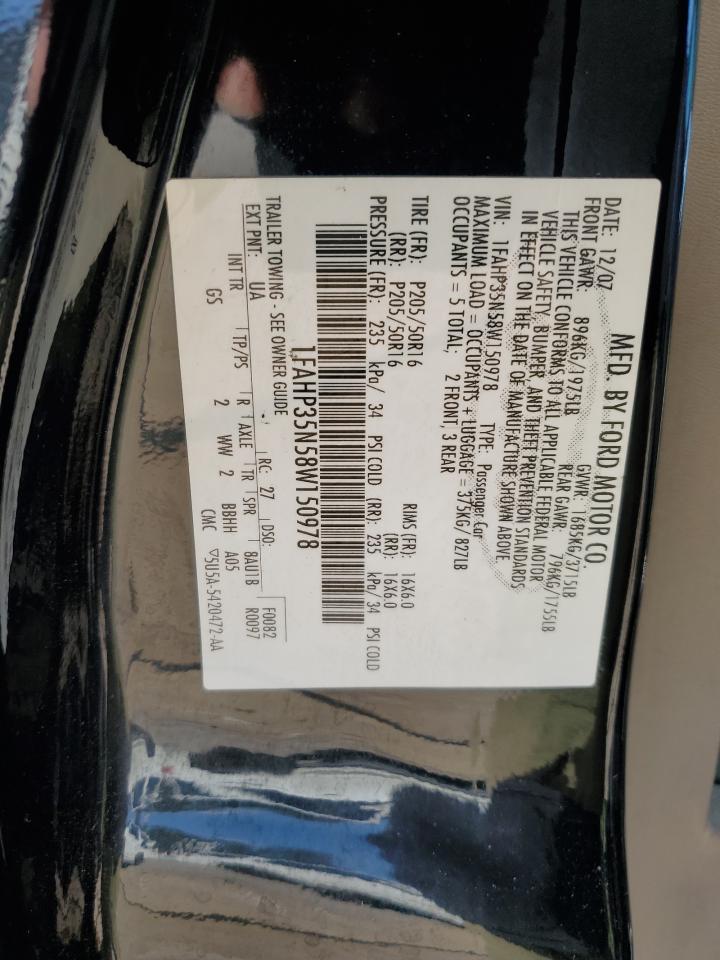 MFD. BY FORD MOTOR CO.
DATE: 12/07 GVWR: 1685KG/3715LB
FRONT GAWR: 896KG/1975LB REAR GAWR: 796KG/1755LB
THIS VEHICLE CONFORMS TO ALL APPLICABLE FEDERAL MOTOR
VEHICLE SAFETY, BUMPER, AND THEFT PREVENTION STANDARDS
IN EFFECT ON THE DATE OF MANUFACTURE SHOWN ABOVE.
VIN: 1FAHP35N58W150978 TYPE: Passenger Car
MAXIMUM LOAD = OCCUPANTS + LUGGAGE = 375KG/827LB
OCCUPANTS = 5 TOTAL; 2 FRONT, 3 REAR
TIRE (FR): P205/50R16 RIMS (FR): 16X6.0
(RR): P205/50R16 (RR): 16X6.0
PRESSURE (FR): 235 kPa/ 34 PSI COLD (RR): 235 kPa/34 PSI COLD
1FAHP35N58W150978
TRAILER TOWING - SEE OWNER GUIDE
EXT PNT: UA RC: 27 DSO: F0082
R0097
INT TR TP/PS R AXLE TR SPR 8AU1B
GS 2 WW 2 BBHH A05
CMC ▽5U5A-5420472-AA